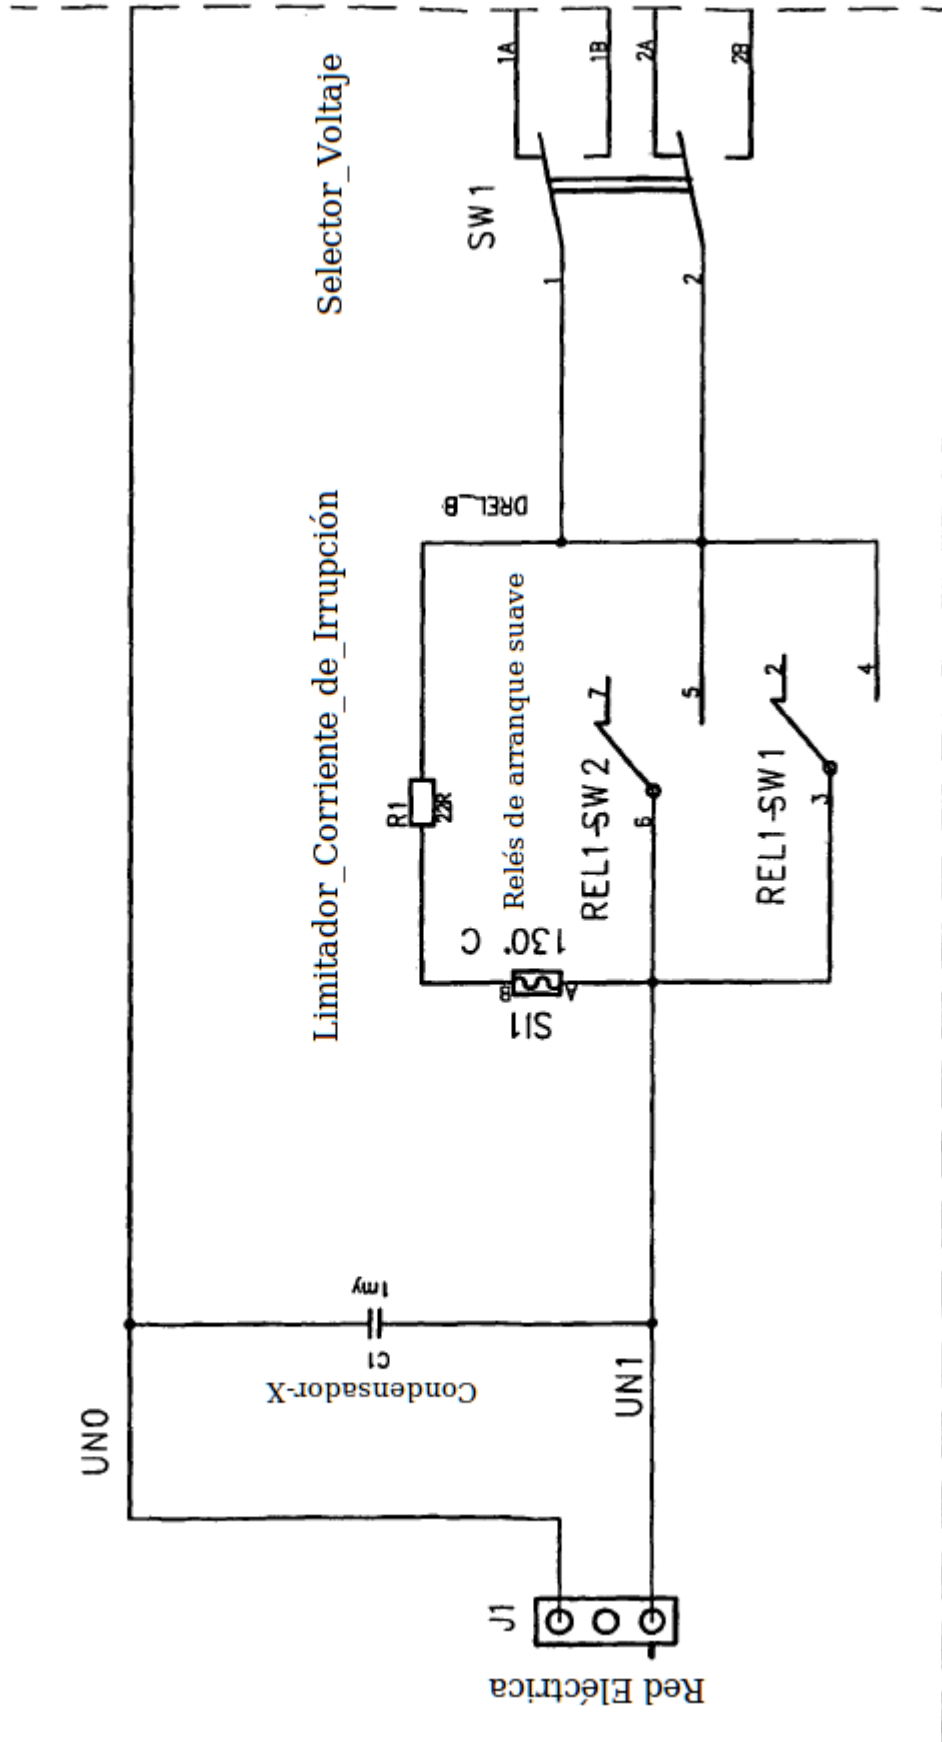 Selector_Voltaje
1A
1B
2A
2B
SW1
1
2
Limitador_Corriente_de_Irrupción
DREL_B
Relés de arranque suave
R1
22R
7
5
REL1-SW2
6
2
4
REL1-SW1
3
130° C
B
A
SI1
1my
C1
Condensador-X
UN0
UN1
J1
Red Eléctrica